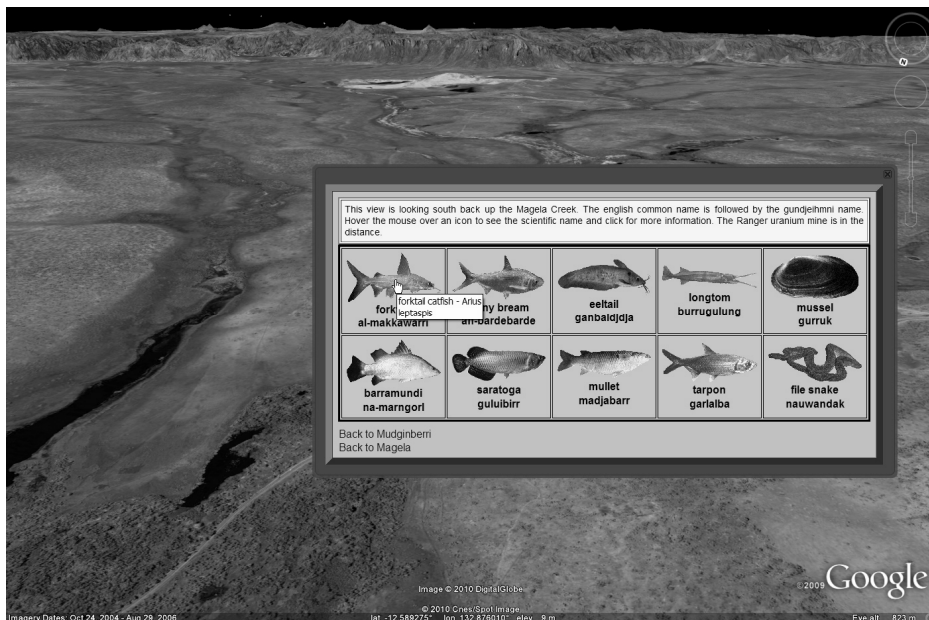 N
This view is looking south back up the Magela Creek. The english common name is followed by the gundjeihmni name.
Hover the mouse over an icon to see the scientific name and click for more information. The Ranger uranium mine is in the
distance.
forktail catfish - Arius
leptaspis
fork
al-makkawarri
ny bream
an-bardebarde
eeltail
ganbaldjdja
longtom
burrugulung
mussel
gurruk
barramundi
na-marngorl
saratoga
guluibirr
mullet
madjabarr
tarpon
garlalba
file snake
nauwandak
Back to Mudginberri
Back to Magela
Image © 2010 DigitalGlobe
© 2010 Cnes/Spot Image
©2009 Google
Imagery Dates: Oct 24, 2004 - Aug 29, 2006
lat -12.589275° lon 132.876010° elev 9 m
Eye alt 823 m